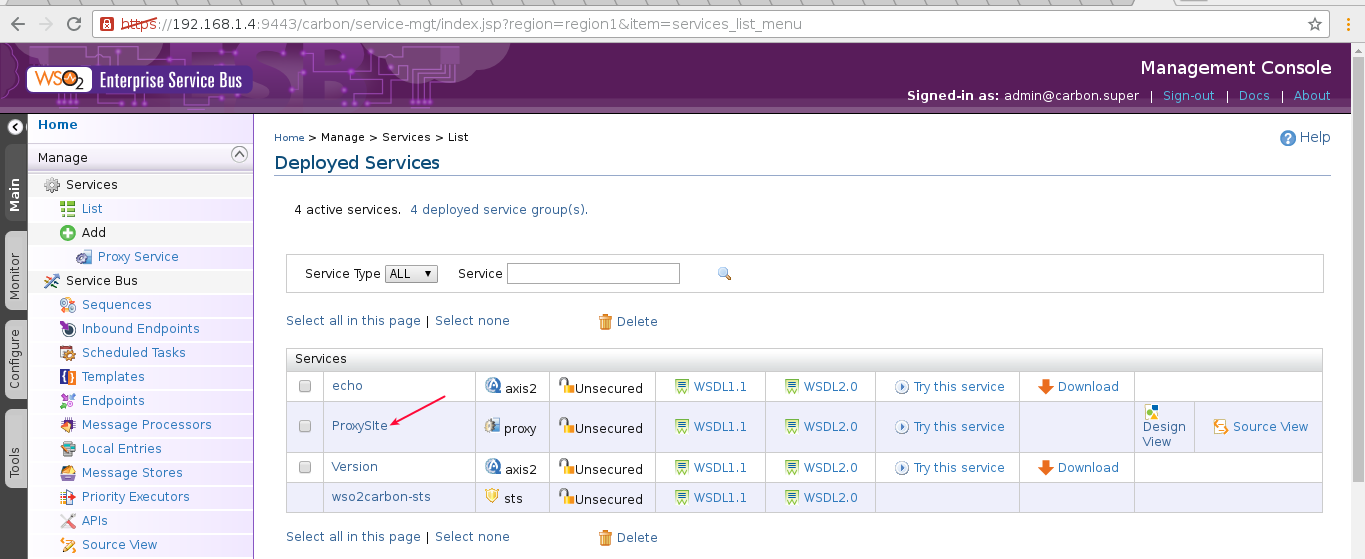 https://192.168.1.4:9443/carbon/service-mgt/index.jsp?region=region1&item=services_list_menu
WSO2 Enterprise Service Bus
Management Console
Signed-in as: admin@carbon.super | Sign-out | Docs | About
Main
Monitor
Configure
Tools
Home
Manage
Services
List
Add
Proxy Service
Service Bus
Sequences
Inbound Endpoints
Scheduled Tasks
Templates
Endpoints
Message Processors
Local Entries
Message Stores
Priority Executors
APIs
Source View
Home > Manage > Services > List
Help
Deployed Services
4 active services. 4 deployed service group(s).
Service Type ALL Service
Select all in this page | Select none Delete
Services
echo axis2 Unsecured WSDL1.1 WSDL2.0 Try this service Download
ProxySIte proxy Unsecured WSDL1.1 WSDL2.0 Try this service Design View Source View
Version axis2 Unsecured WSDL1.1 WSDL2.0 Try this service Download
wso2carbon-sts sts Unsecured WSDL1.1 WSDL2.0
Select all in this page | Select none Delete